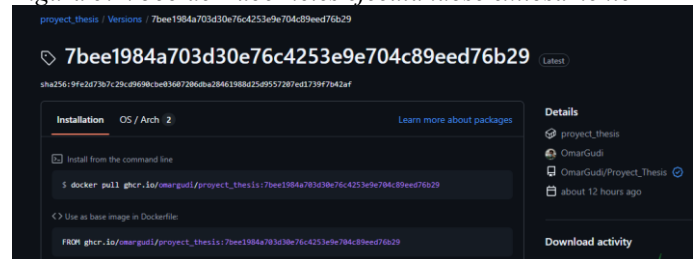 proyect_thesis / Versions / 7bee1984a703d30e76c4253e9e704c89eed76b29
7bee1984a703d30e76c4253e9e704c89eed76b29 Latest
sha256:9fe2d73b7c29cd9690cbe03607206dba28461988d25d9557207ed1739f7b42af
Installation OS / Arch 2 Learn more about packages
Install from the command line
$ docker pull ghcr.io/omargudi/proyect_thesis:7bee1984a703d30e76c4253e9e704c89eed76b29
Use as base image in Dockerfile:
FROM ghcr.io/omargudi/proyect_thesis:7bee1984a703d30e76c4253e9e704c89eed76b29
Details
proyect_thesis
OmarGudi
OmarGudi/Proyect_Thesis
about 12 hours ago
Download activity